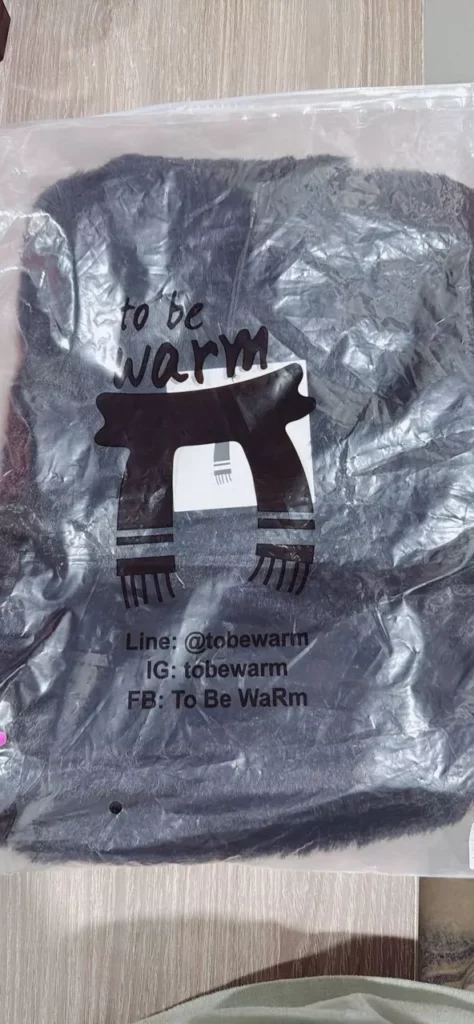 to be
warm
Line: @tobewarm
IG: tobewarm
FB: To Be WaRm